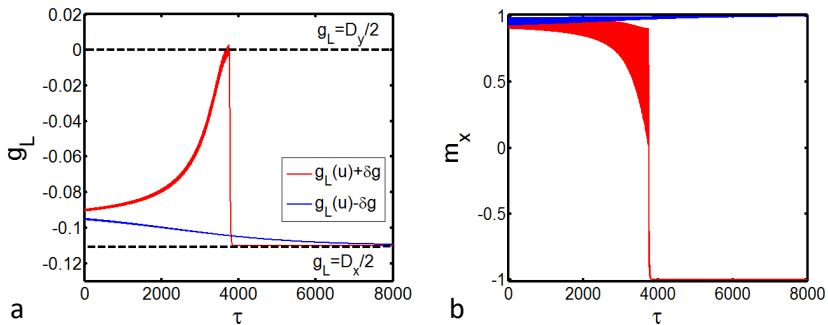 0.02
0
-0.02
-0.04
-0.06
-0.08
-0.1
-0.12
g_L
g_L=D_y/2
g_L(u)+δg
g_L(u)-δg
g_L=D_x/2
0 2000 4000 6000 8000
τ
a
1
0.5
0
-0.5
-1
m_x
0 2000 4000 6000 8000
τ
b